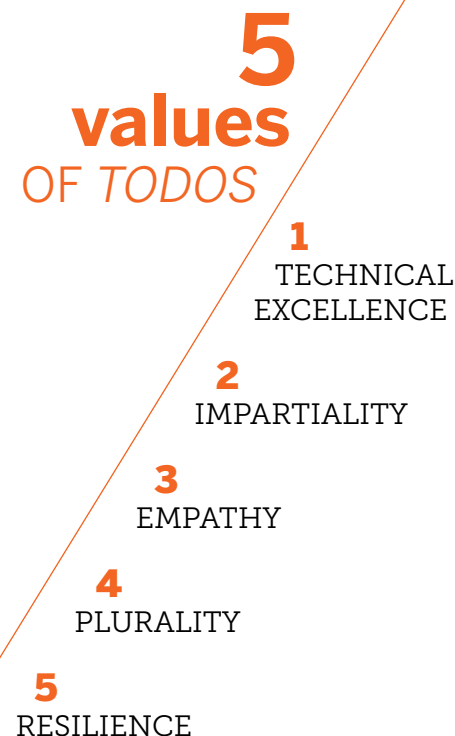 5
values
OF TODOS
1
TECHNICAL
EXCELLENCE
2
IMPARTIALITY
3
EMPATHY
4
PLURALITY
5
RESILIENCE